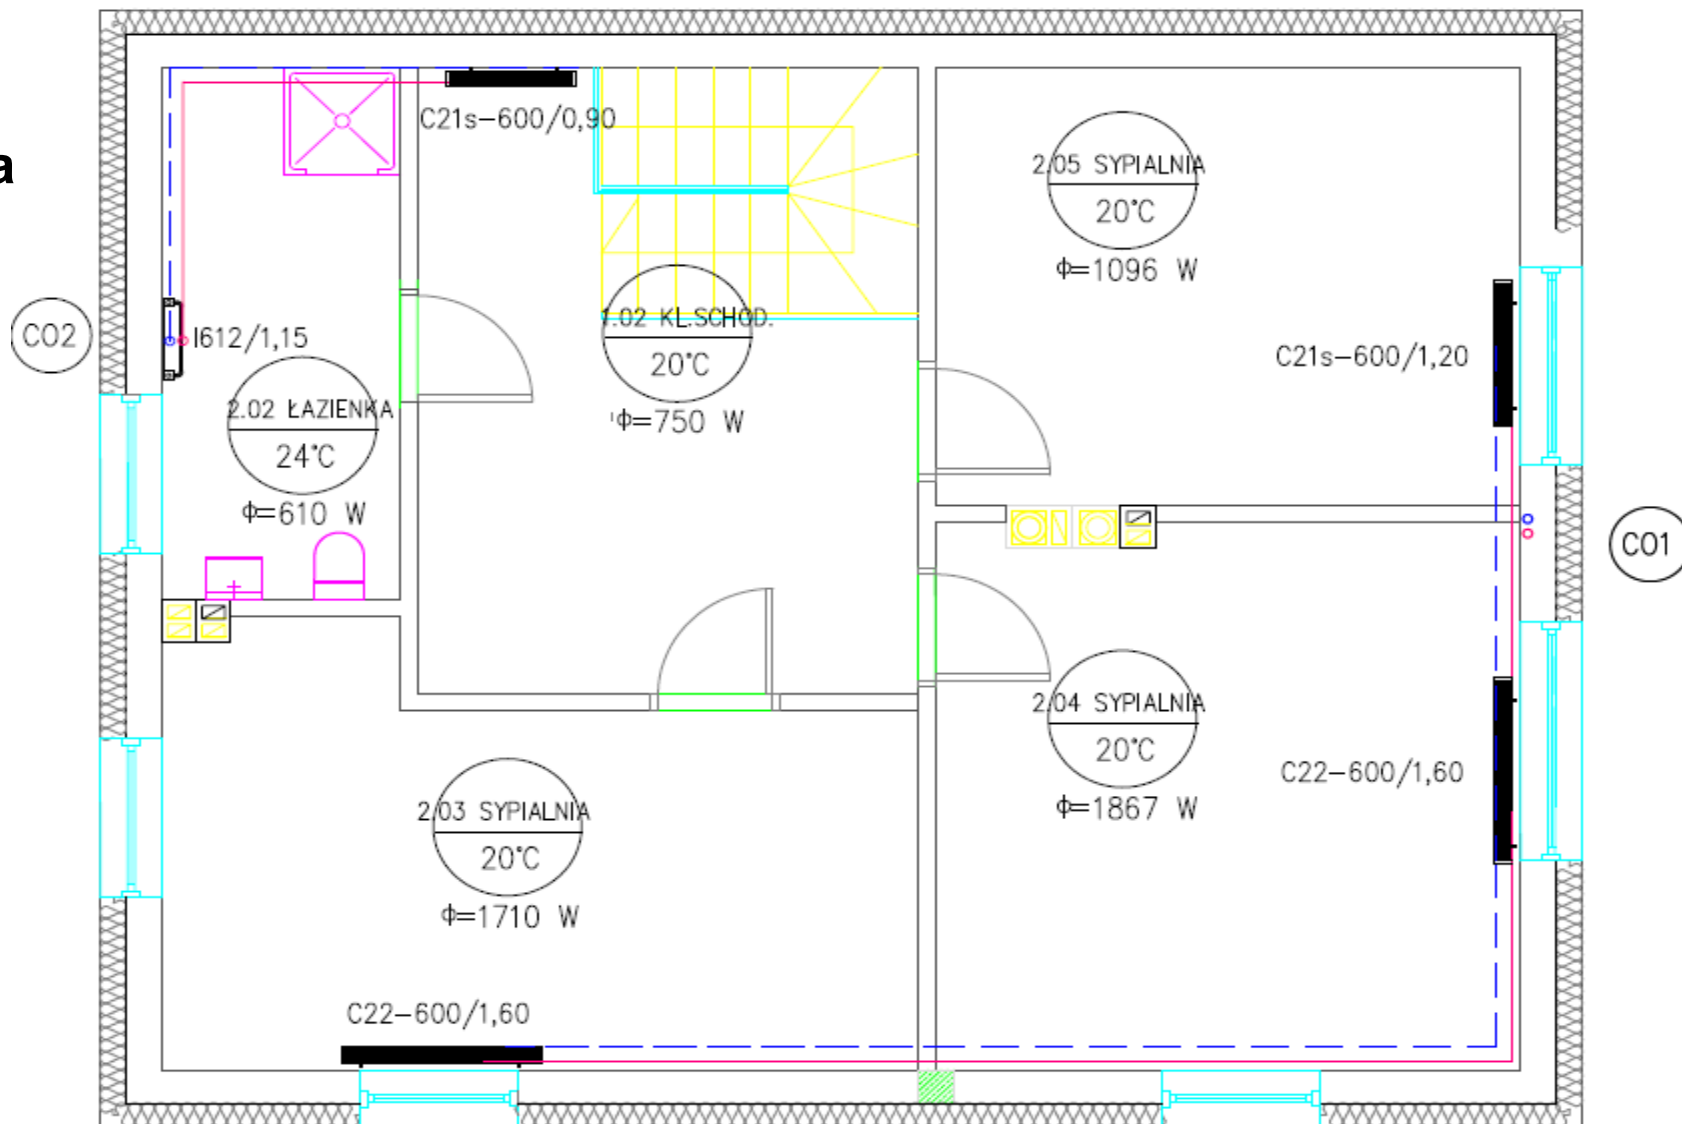 a
C21s-600/0,90
2.05 SYPIALNIA
20°C
ϕ=1096 W
CO2
I612/1,15
1.02 KL.SCHOD.
20°C
ϕ=750 W
C21s-600/1,20
2.02 ŁAZIENKA
24°C
ϕ=610 W
CO1
2.04 SYPIALNIA
20°C
ϕ=1867 W
C22-600/1,60
2.03 SYPIALNIA
20°C
ϕ=1710 W
C22-600/1,60